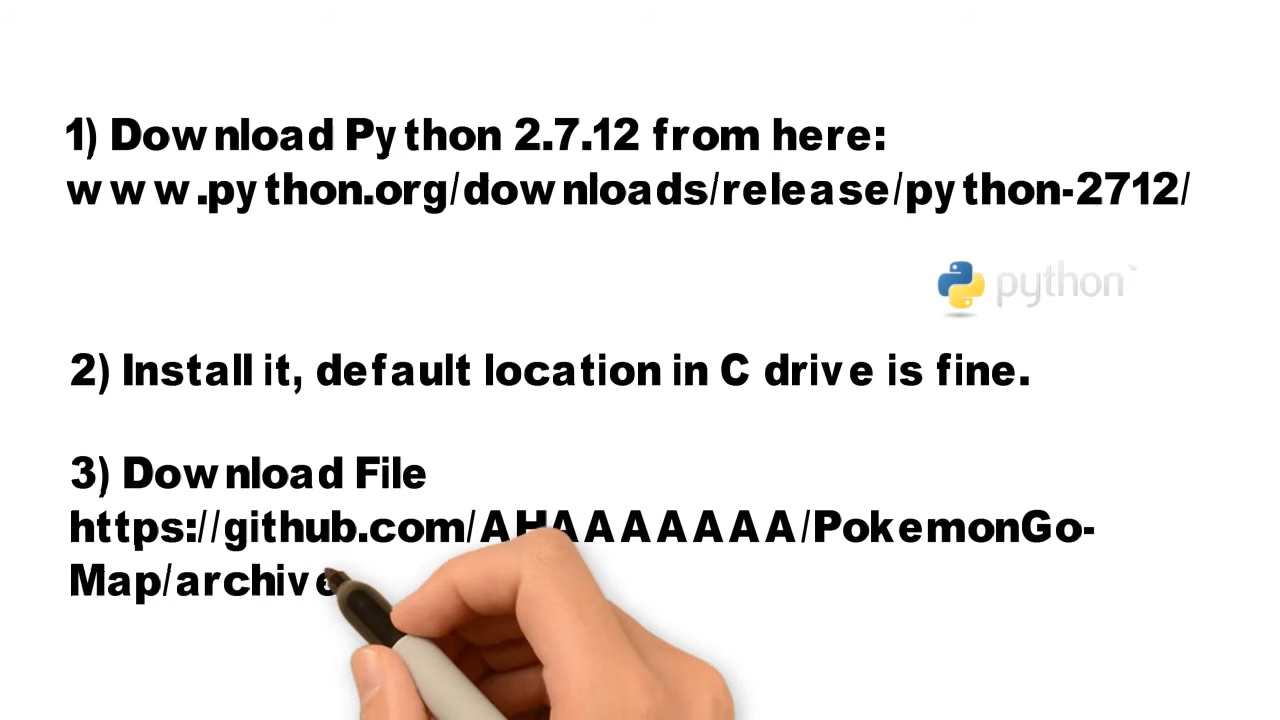 1) Download Python 2.7.12 from here:
www.python.org/downloads/release/python-2712/
python™
2) Install it, default location in C drive is fine.
3) Download File
https://github.com/AHAAAAAAA/PokemonGo-
Map/archive